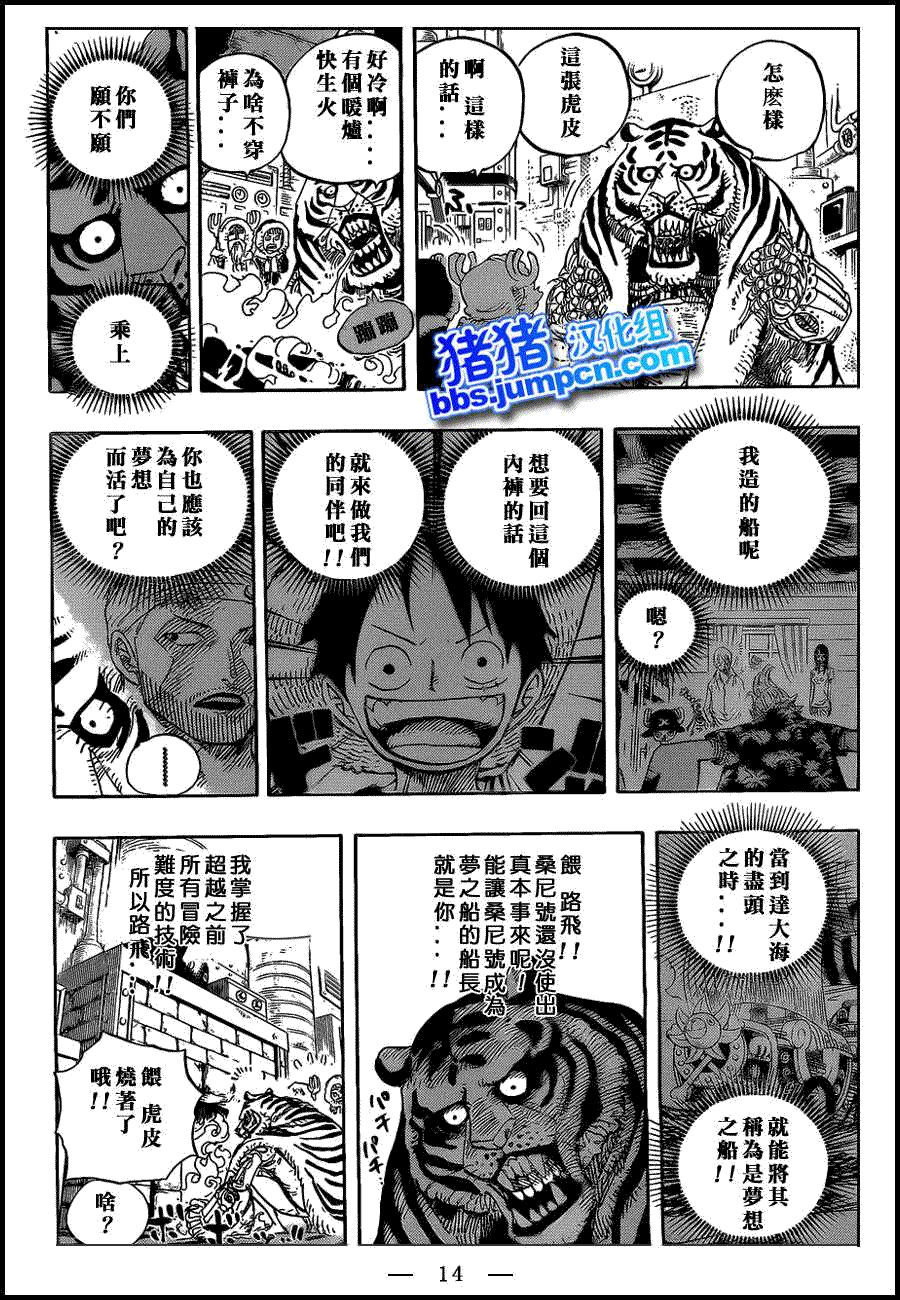 怎麽樣
這張虎皮
啊 這樣
的話...
好冷啊....
有個暖爐
快生火
為啥不穿
褲子...
蹦蹦
你們
願不願
乘上
猪猪汉化组
bbs.jumpcn.com
我造的船呢
嗯?
想要回這個
內褲的話
就來做我們
的同伴吧!!
你也應該
為自己的
夢想
而活了吧?
當到達大海
的盡頭
之時...!!
就能將其
稱為是夢想
之船!!
餵 路飛!!
桑尼號還沒使出
真本事來呢!
能讓桑尼號成為
夢之船的船長
就是你...!!
パチ
パチ
我掌握了
超越之前
所有冒險
難度的技術!!
所以路飛...
餵 虎皮
燒著了
哦!!
啥?
— 14 —